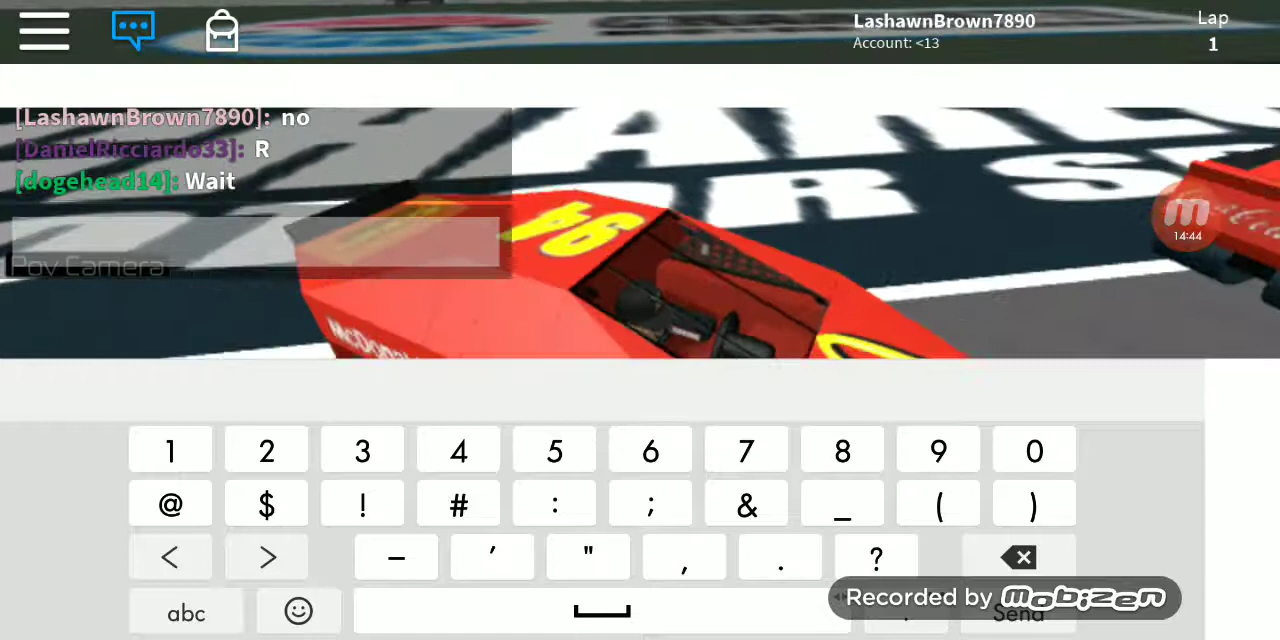 LashawnBrown7890
Account: <13
Lap
1
[LashawnBrown7890]: no
[DanielRicciardo33]: R
[dogehead14]: Wait
Pov Camera
94
14:44
1 2 3 4 5 6 7 8 9 0
@ $ ! # : ; & _ ( )
< > - ' " , . ?
abc
Send
Recorded by mobizen